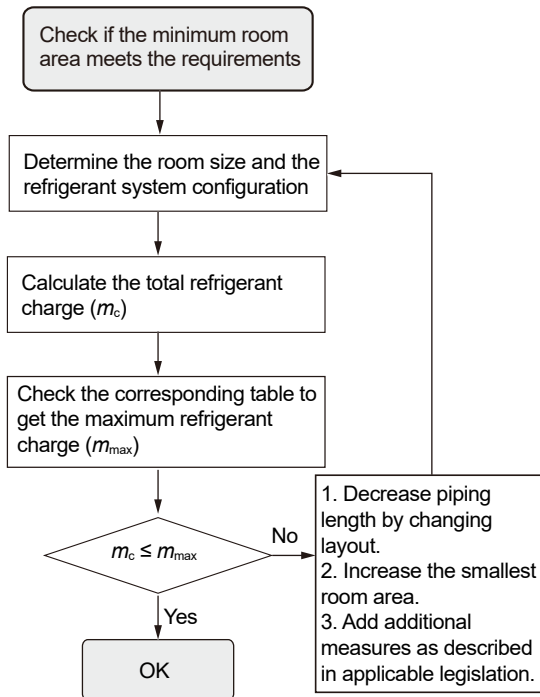 Check if the minimum room
area meets the requirements
Determine the room size and the
refrigerant system configuration
Calculate the total refrigerant
charge (mc)
Check the corresponding table to
get the maximum refrigerant
charge (mmax)
mc ≤ mmax
No
1. Decrease piping
length by changing
layout.
2. Increase the smallest
room area.
3. Add additional
measures as described
in applicable legislation.
Yes
OK